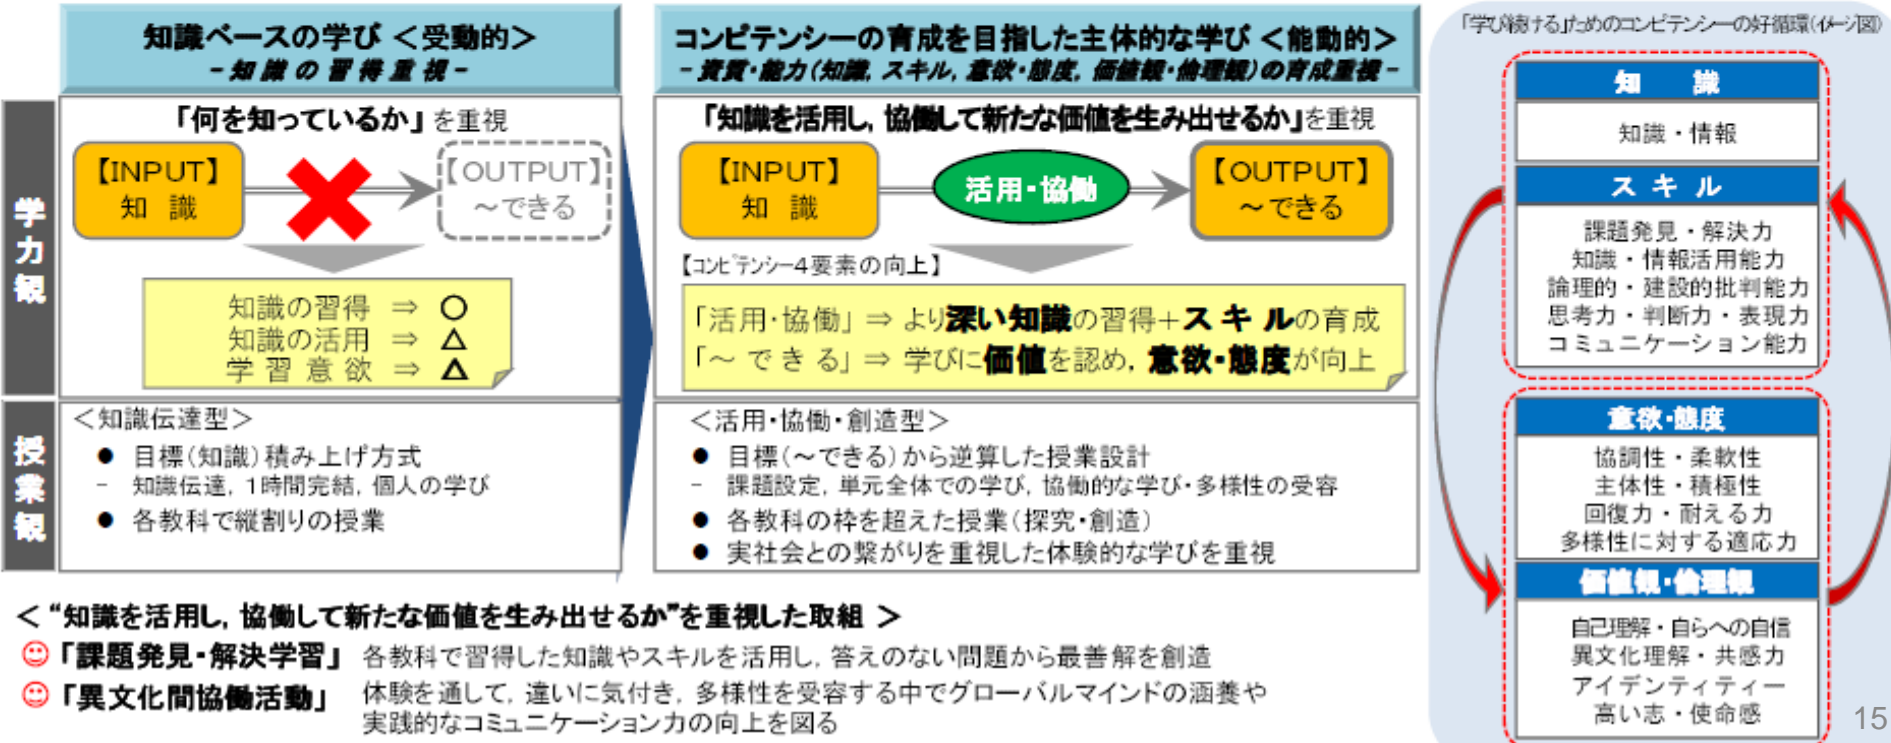 知識ベースの学び <受動的>
-知識の習得重視-
コンピテンシーの育成を目指した主体的な学び <能動的>
-資質・能力(知識, スキル, 意欲・態度, 価値観・倫理観)の育成重視-
学力観
「何を知っているか」を重視
【INPUT】
知 識
【OUTPUT】
～できる
知識の習得 ⇒ ○
知識の活用 ⇒ △
学習意欲 ⇒ △
「知識を活用し, 協働して新たな価値を生み出せるか」を重視
【INPUT】
知 識
活用・協働
【OUTPUT】
～できる
【コンピテンシー4要素の向上】
「活用・協働」⇒ より深い知識の習得+スキルの育成
「～できる」⇒ 学びに価値を認め, 意欲・態度が向上
授業観
<知識伝達型>
● 目標(知識)積み上げ方式
- 知識伝達, 1時間完結, 個人の学び
● 各教科で縦割りの授業
<活用・協働・創造型>
● 目標(～できる)から逆算した授業設計
- 課題設定, 単元全体での学び, 協働的な学び・多様性の受容
● 各教科の枠を超えた授業(探究・創造)
● 実社会との繋がりを重視した体験的な学びを重視
< “知識を活用し, 協働して新たな価値を生み出せるか”を重視した取組 >
「課題発見・解決学習」 各教科で習得した知識やスキルを活用し, 答えのない問題から最善解を創造
「異文化間協働活動」 体験を通して, 違いに気付き, 多様性を受容する中でグローバルマインドの涵養や
実践的なコミュニケーション力の向上を図る
「学び続ける」ためのコンピテンシーの好循環(イメージ図)
知 識
知識・情報
スキル
課題発見・解決力
知識・情報活用能力
論理的・建設的批判能力
思考力・判断力・表現力
コミュニケーション能力
意欲・態度
協調性・柔軟性
主体性・積極性
回復力・耐える力
多様性に対する適応力
価値観・倫理観
自己理解・自らへの自信
異文化理解・共感力
アイデンティティー
高い志・使命感
15